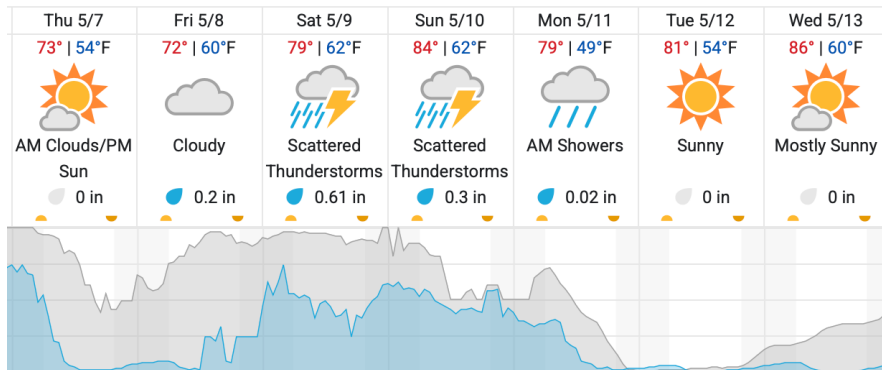 Thu 5/7 Fri 5/8 Sat 5/9 Sun 5/10 Mon 5/11 Tue 5/12 Wed 5/13
73° | 54°F 72° | 60°F 79° | 62°F 84° | 62°F 79° | 49°F 81° | 54°F 86° | 60°F
AM Clouds/PM Cloudy Scattered Scattered AM Showers Sunny Mostly Sunny
Sun Thunderstorms Thunderstorms
0 in 0.2 in 0.61 in 0.3 in 0.02 in 0 in 0 in